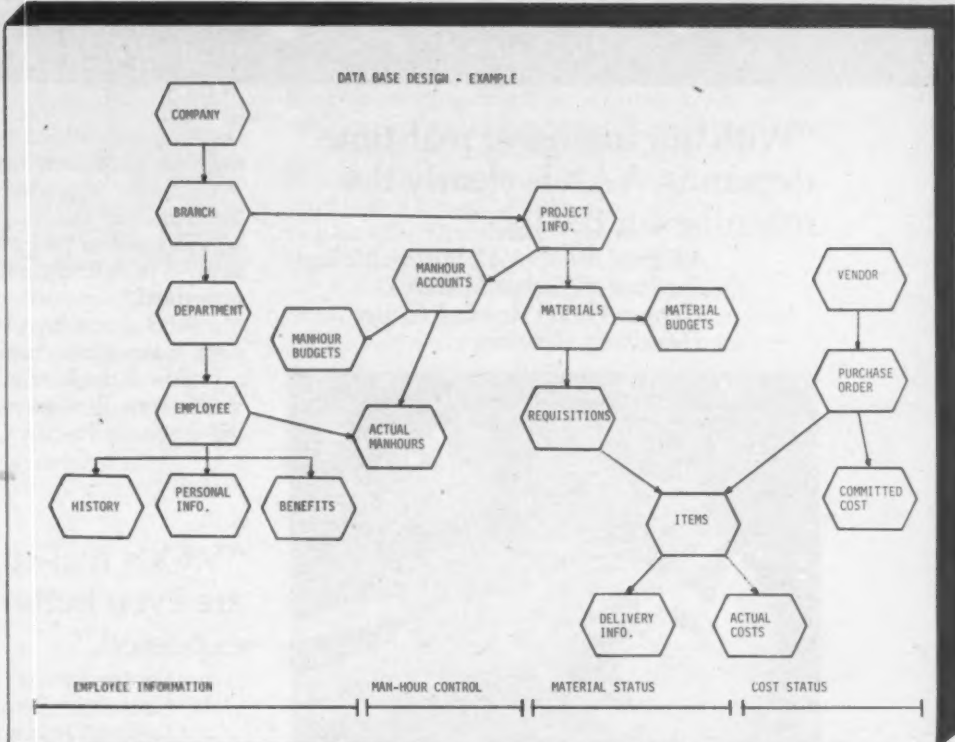 DATA BASE DESIGN - EXAMPLE
COMPANY
BRANCH
PROJECT
INFO.
MANHOUR
ACCOUNTS
VENDOR
DEPARTMENT
MANHOUR
BUDGETS
MATERIALS
MATERIAL
BUDGETS
PURCHASE
ORDER
EMPLOYEE
ACTUAL
MANHOURS
REQUISITIONS
HISTORY
PERSONAL
INFO.
BENEFITS
COMMITTED
COST
ITEMS
DELIVERY
INFO.
ACTUAL
COSTS
EMPLOYEE INFORMATION
MAN-HOUR CONTROL
MATERIAL STATUS
COST STATUS